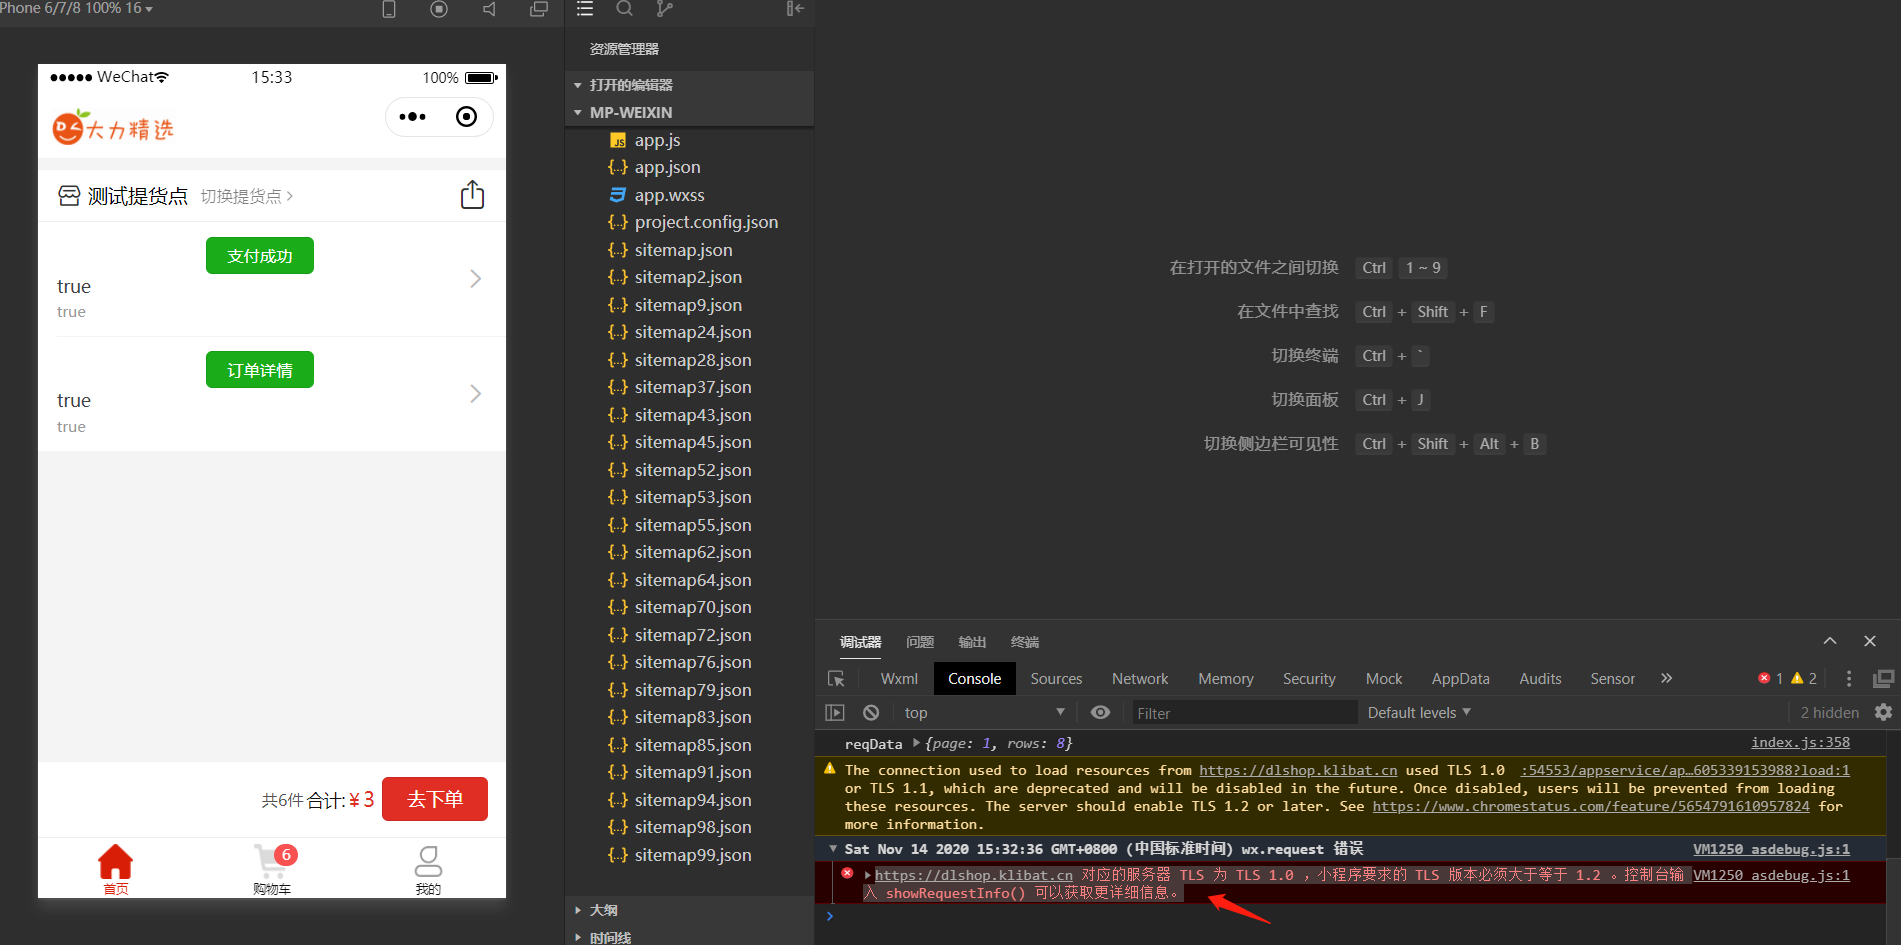 Phone 6/7/8 100% 16
WeChat
15:33
100%
大力精选
测试提货点 切换提货点
支付成功
true
true
订单详情
true
true
共6件 合计: ¥ 3 去下单
6
首页 购物车 我的
资源管理器
打开的编辑器
MP-WEIXIN
JS app.js
{..} app.json
app.wxss
{..} project.config.json
{..} sitemap.json
{..} sitemap2.json
{..} sitemap9.json
{..} sitemap24.json
{..} sitemap28.json
{..} sitemap37.json
{..} sitemap43.json
{..} sitemap45.json
{..} sitemap52.json
{..} sitemap53.json
{..} sitemap55.json
{..} sitemap62.json
{..} sitemap64.json
{..} sitemap70.json
{..} sitemap72.json
{..} sitemap76.json
{..} sitemap79.json
{..} sitemap83.json
{..} sitemap85.json
{..} sitemap91.json
{..} sitemap94.json
{..} sitemap98.json
{..} sitemap99.json
大纲
时间线
在打开的文件之间切换 Ctrl 1 ~ 9
在文件中查找 Ctrl + Shift + F
切换终端 Ctrl + `
切换面板 Ctrl + J
切换侧边栏可见性 Ctrl + Shift + Alt + B
调试器 问题 输出 终端
Wxml Console Sources Network Memory Security Mock AppData Audits Sensor » 1 2
top Filter Default levels 2 hidden
reqData {page: 1, rows: 8} index.js:358
The connection used to load resources from https://dlshop.klibat.cn used TLS 1.0 :54553/appservice/ap…605339153988?load:1
or TLS 1.1, which are deprecated and will be disabled in the future. Once disabled, users will be prevented from loading
these resources. The server should enable TLS 1.2 or later. See https://www.chromestatus.com/feature/5654791610957824 for
more information.
Sat Nov 14 2020 15:32:36 GMT+0800 (中国标准时间) wx.request 错误 VM1250 asdebug.js:1
https://dlshop.klibat.cn 对应的服务器 TLS 为 TLS 1.0 ，小程序要求的 TLS 版本必须大于等于 1.2 。控制台输 VM1250 asdebug.js:1
入 showRequestInfo() 可以获取更详细信息。